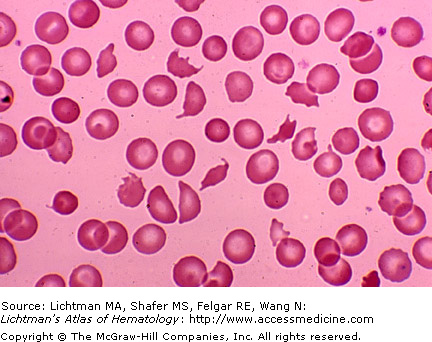 Source: Lichtman MA, Shafer MS, Felgar RE, Wang N:
Lichtman's Atlas of Hematology: http://www.accessmedicine.com
Copyright © The McGraw-Hill Companies, Inc. All rights reserved.